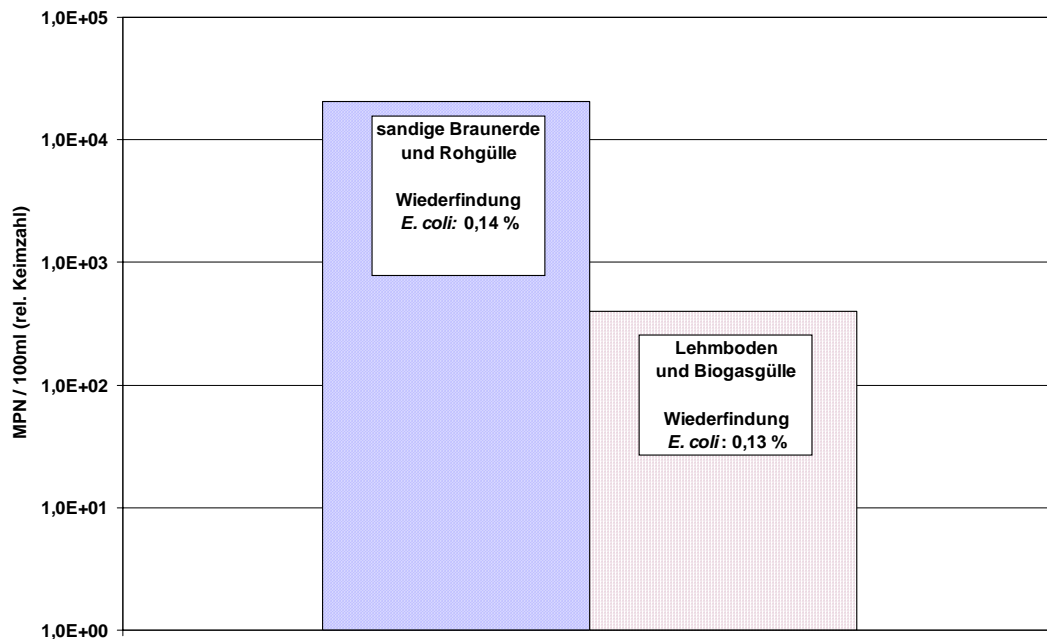 1,0E+05
1,0E+04
1,0E+03
1,0E+02
1,0E+01
1,0E+00
MPN / 100ml (rel. Keimzahl)
sandige Braunerde
und Rohgülle
Wiederfindung
E. coli: 0,14 %
Lehmboden
und Biogasgülle
Wiederfindung
E. coli : 0,13 %